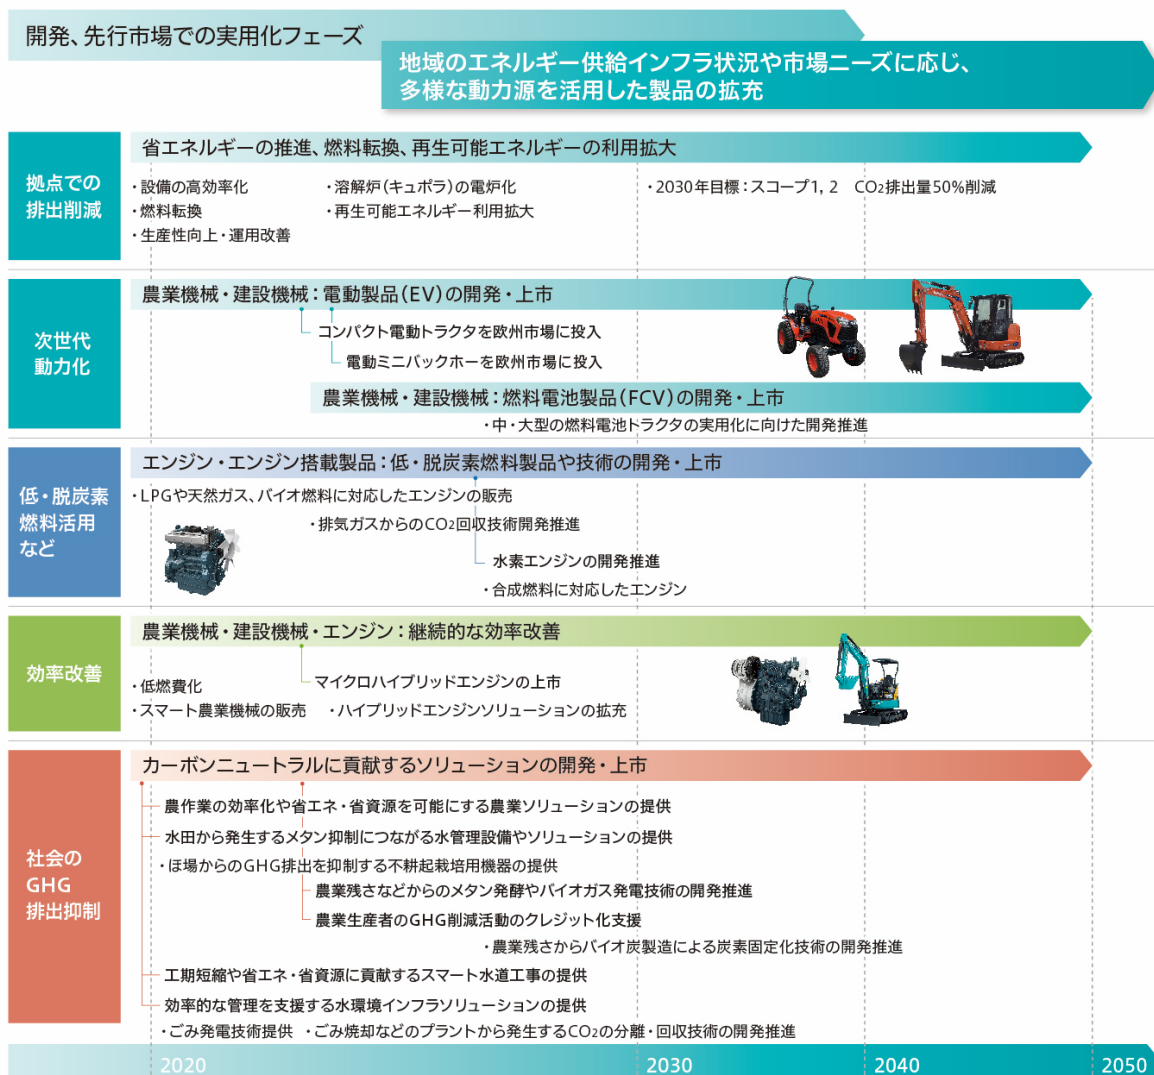 開発、先行市場での実用化フェーズ
地域のエネルギー供給インフラ状況や市場ニーズに応じ、
多様な動力源を活用した製品の拡充
拠点での
排出削減
省エネルギーの推進、燃料転換、再生可能エネルギーの利用拡大
・設備の高効率化
・燃料転換
・生産性向上・運用改善
・溶解炉（キュポラ）の電炉化
・再生可能エネルギー利用拡大
・2030年目標：スコープ1，2　CO2排出量50%削減
次世代
動力化
農業機械・建設機械：電動製品（EV）の開発・上市
コンパクト電動トラクタを欧州市場に投入
電動ミニバックホーを欧州市場に投入
農業機械・建設機械：燃料電池製品（FCV）の開発・上市
・中・大型の燃料電池トラクタの実用化に向けた開発推進
低・脱炭素
燃料活用
など
エンジン・エンジン搭載製品：低・脱炭素燃料製品や技術の開発・上市
・LPGや天然ガス、バイオ燃料に対応したエンジンの販売
・排気ガスからのCO2回収技術開発推進
水素エンジンの開発推進
・合成燃料に対応したエンジン
効率改善
農業機械・建設機械・エンジン：継続的な効率改善
・低燃費化
マイクロハイブリッドエンジンの上市
・スマート農業機械の販売
・ハイブリッドエンジンソリューションの拡充
社会の
GHG
排出抑制
カーボンニュートラルに貢献するソリューションの開発・上市
農作業の効率化や省エネ・省資源を可能にする農業ソリューションの提供
水田から発生するメタン抑制につながる水管理設備やソリューションの提供
・ほ場からのGHG排出を抑制する不耕起栽培用機器の提供
農業残さなどからのメタン発酵やバイオガス発電技術の開発推進
農業生産者のGHG削減活動のクレジット化支援
・農業残さからバイオ炭製造による炭素固定化技術の開発推進
工期短縮や省エネ・省資源に貢献するスマート水道工事の提供
効率的な管理を支援する水環境インフラソリューションの提供
・ごみ発電技術提供　・ごみ焼却などのプラントから発生するCO2の分離・回収技術の開発推進
2020
2030
2040
2050